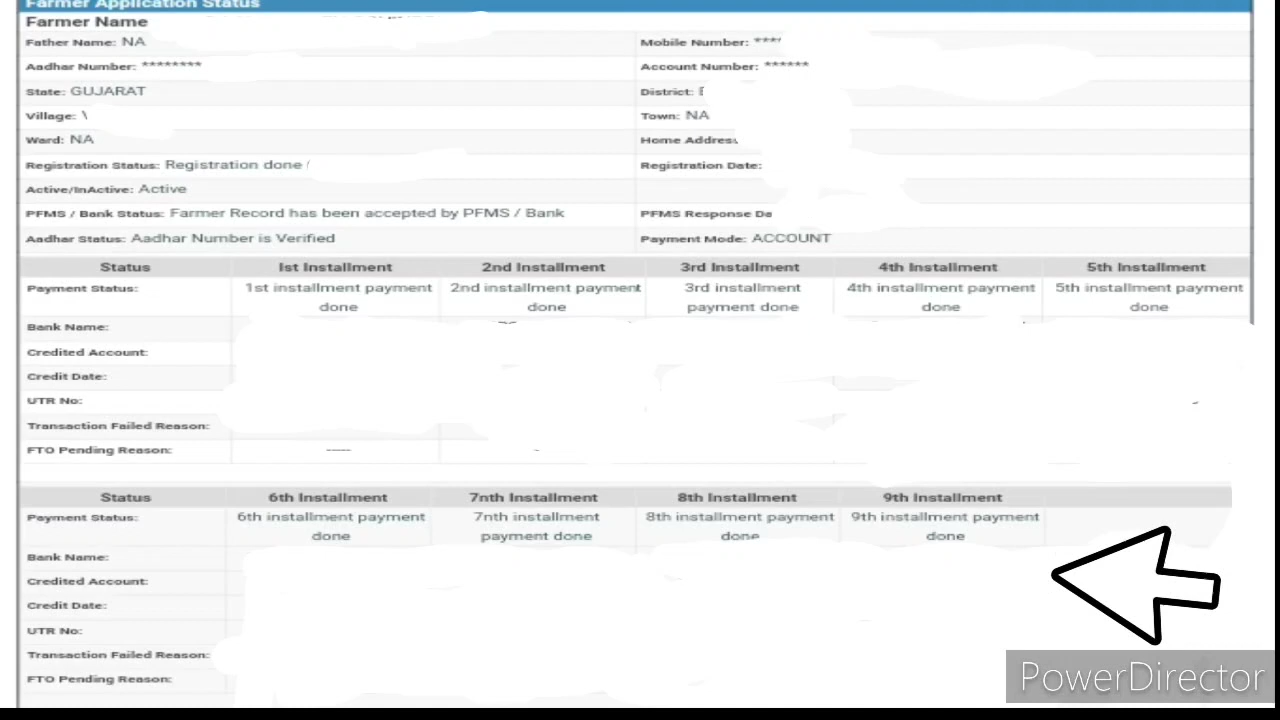 Farmer Application Status
Farmer Name
Father Name: NA Mobile Number: ****
Aadhar Number: ******** Account Number: ******
State: GUJARAT District:
Village: Town: NA
Ward: NA Home Address
Registration Status: Registration done Registration Date:
Active/InActive: Active
PFMS / Bank Status: Farmer Record has been accepted by PFMS / Bank PFMS Response Da
Aadhar Status: Aadhar Number is Verified Payment Mode: ACCOUNT
Status Ist Installment 2nd Installment 3rd Installment 4th Installment 5th Installment
Payment Status: 1st installment payment 2nd installment payment 3rd installment 4th installment payment 5th installment payment
done done payment done done done
Bank Name:
Credited Account:
Credit Date:
UTR No:
Transaction Failed Reason:
FTO Pending Reason: ----- -
Status 6th Installment 7nth Installment 8th Installment 9th Installment
Payment Status: 6th installment payment 7nth installment 8th installment payment 9th installment payment
done payment done done done
Bank Name:
Credited Account:
Credit Date:
UTR No:
Transaction Failed Reason:
FTO Pending Reason:
PowerDirector